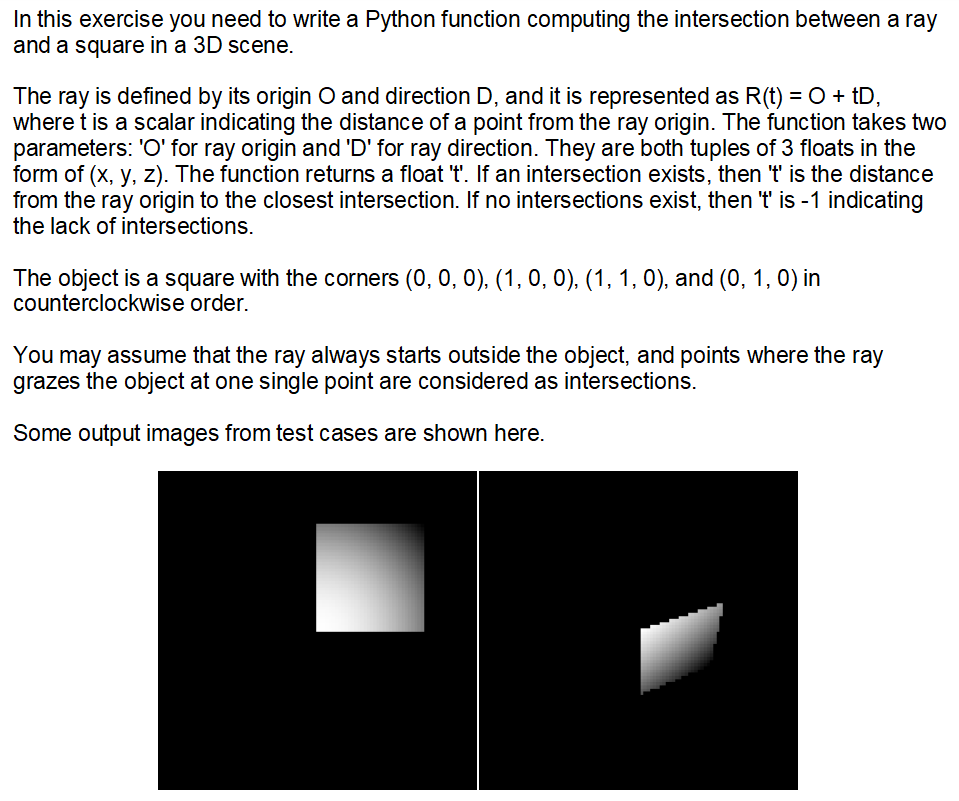 In this exercise you need to write a Python function computing the intersection between a ray
and a square in a 3D scene.
The ray is defined by its origin O and direction D, and it is represented as R(t) = O + tD,
where t is a scalar indicating the distance of a point from the ray origin. The function takes two
parameters: 'O' for ray origin and 'D' for ray direction. They are both tuples of 3 floats in the
form of (x, y, z). The function returns a float 't'. If an intersection exists, then 't' is the distance
from the ray origin to the closest intersection. If no intersections exist, then 't' is -1 indicating
the lack of intersections.
The object is a square with the corners (0, 0, 0), (1, 0, 0), (1, 1, 0), and (0, 1, 0) in
counterclockwise order.
You may assume that the ray always starts outside the object, and points where the ray
grazes the object at one single point are considered as intersections.
Some output images from test cases are shown here.